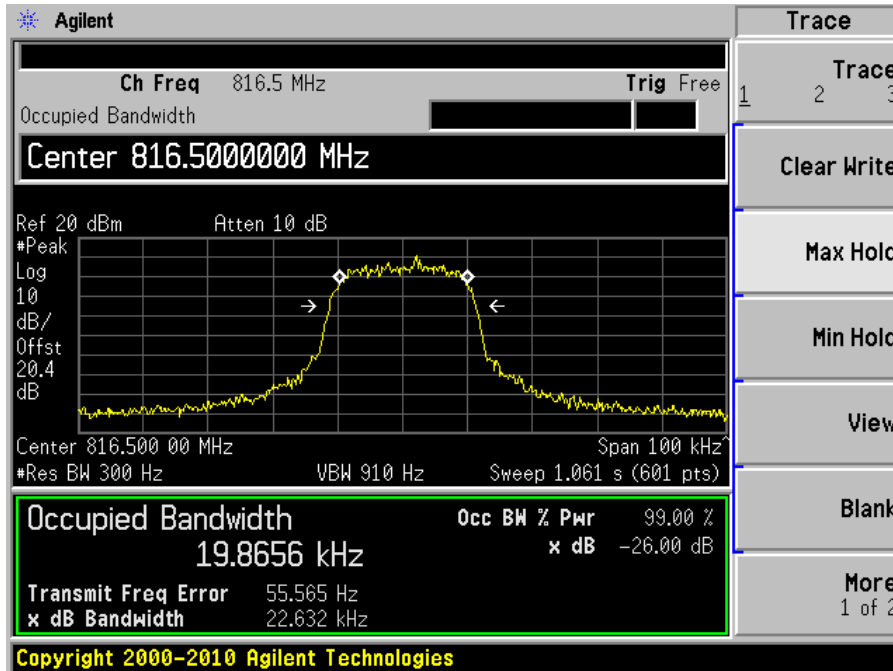 Agilent
Trace
Ch Freq 816.5 MHz Trig Free
Occupied Bandwidth
Center 816.5000000 MHz
Ref 20 dBm Atten 10 dB
#Peak
Log
10
dB/
Offst
20.4
dB
Center 816.500 00 MHz Span 100 kHz^
#Res BW 300 Hz VBW 910 Hz Sweep 1.061 s (601 pts)
Occupied Bandwidth
19.8656 kHz
Occ BW % Pwr 99.00 %
x dB -26.00 dB
Transmit Freq Error 55.565 Hz
x dB Bandwidth 22.632 kHz
Trace
1 2 3
Clear Write
Max Hold
Min Hold
View
Blank
More
1 of 2
Copyright 2000-2010 Agilent Technologies